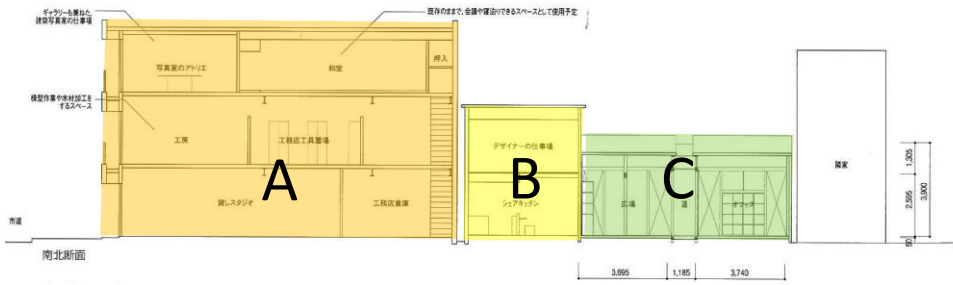 ギャラリーも兼ねた、
建築写真家の仕事場
既存のままで、会議や寝泊りできるスペースとして使用予定
写真家のアトリエ
和室
押入
模型作業や木材加工を
するスペース
工房
工務店工具置場
デザイナーの仕事場
隣家
A
B
C
貸しスタジオ
工務店倉庫
シェアキッチン
広場
道
オフィス
1,305
2,595
3,900
50
市道
南北断面
3,695
1,185
3,740